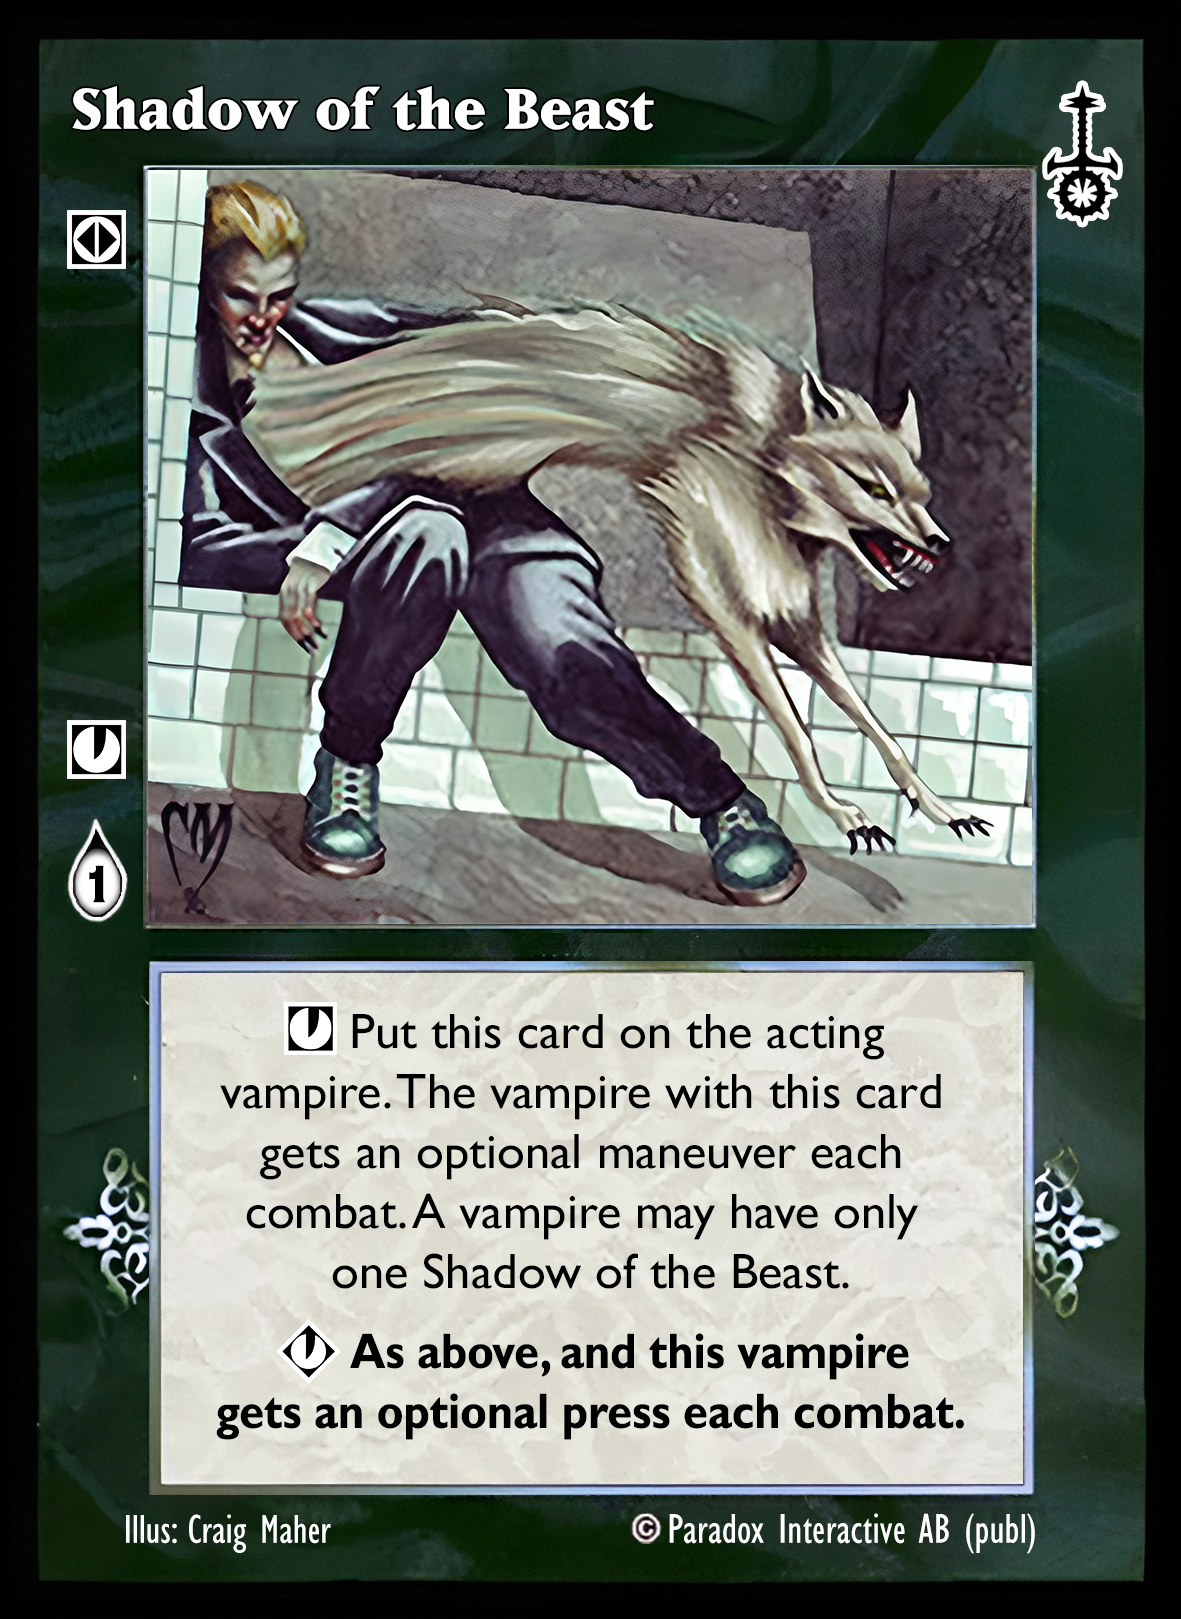 Shadow of the Beast
1
Put this card on the acting
vampire. The vampire with this card
gets an optional maneuver each
combat. A vampire may have only
one Shadow of the Beast.
As above, and this vampire
gets an optional press each combat.
CM
Illus: Craig Maher
© Paradox Interactive AB (publ)